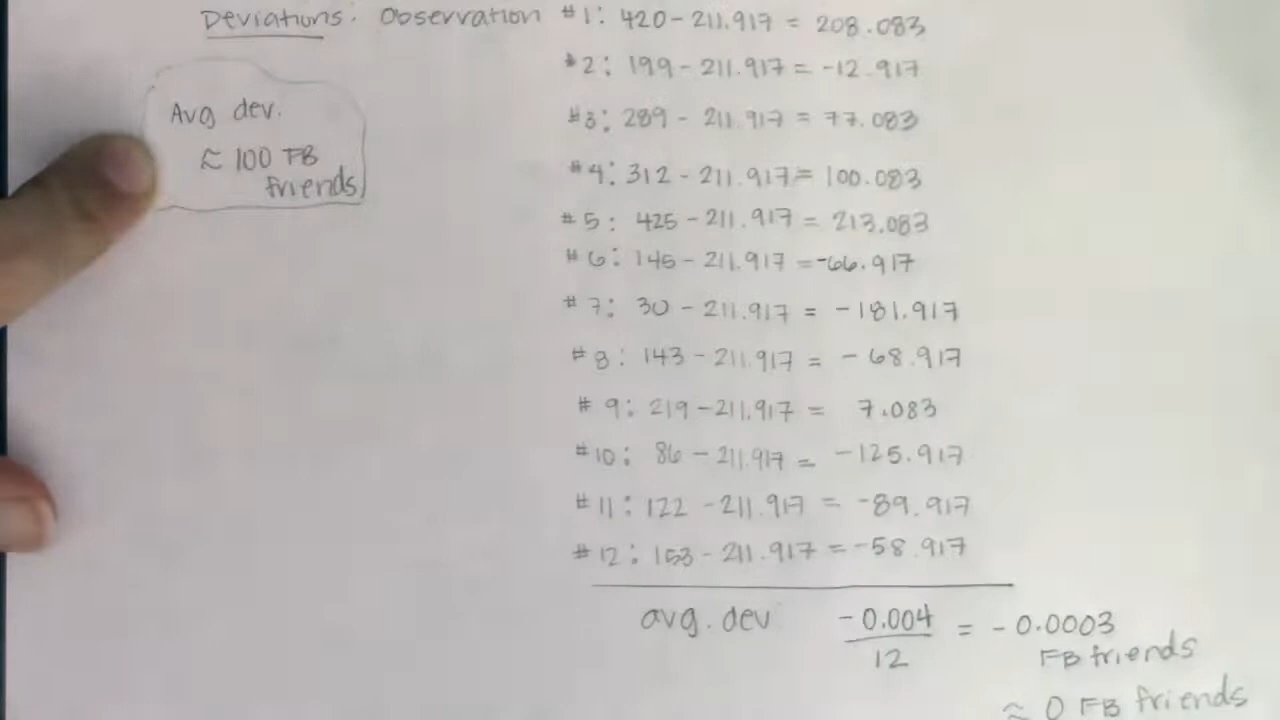 Deviations: Observation #1: 420 - 211.917 = 208.083
#2: 199 - 211.917 = -12.917
Avg dev.
≈ 100 FB
friends
#3: 289 - 211.917 = 77.083
#4: 312 - 211.917 = 100.083
#5: 425 - 211.917 = 213.083
#6: 145 - 211.917 = -66.917
#7: 30 - 211.917 = -181.917
#8: 143 - 211.917 = -68.917
#9: 219 - 211.917 = 7.083
#10: 86 - 211.917 = -125.917
#11: 122 - 211.917 = -89.917
#12: 153 - 211.917 = -58.917
avg. dev -0.004 = -0.0003
12
FB friends
≈ 0 FB friends